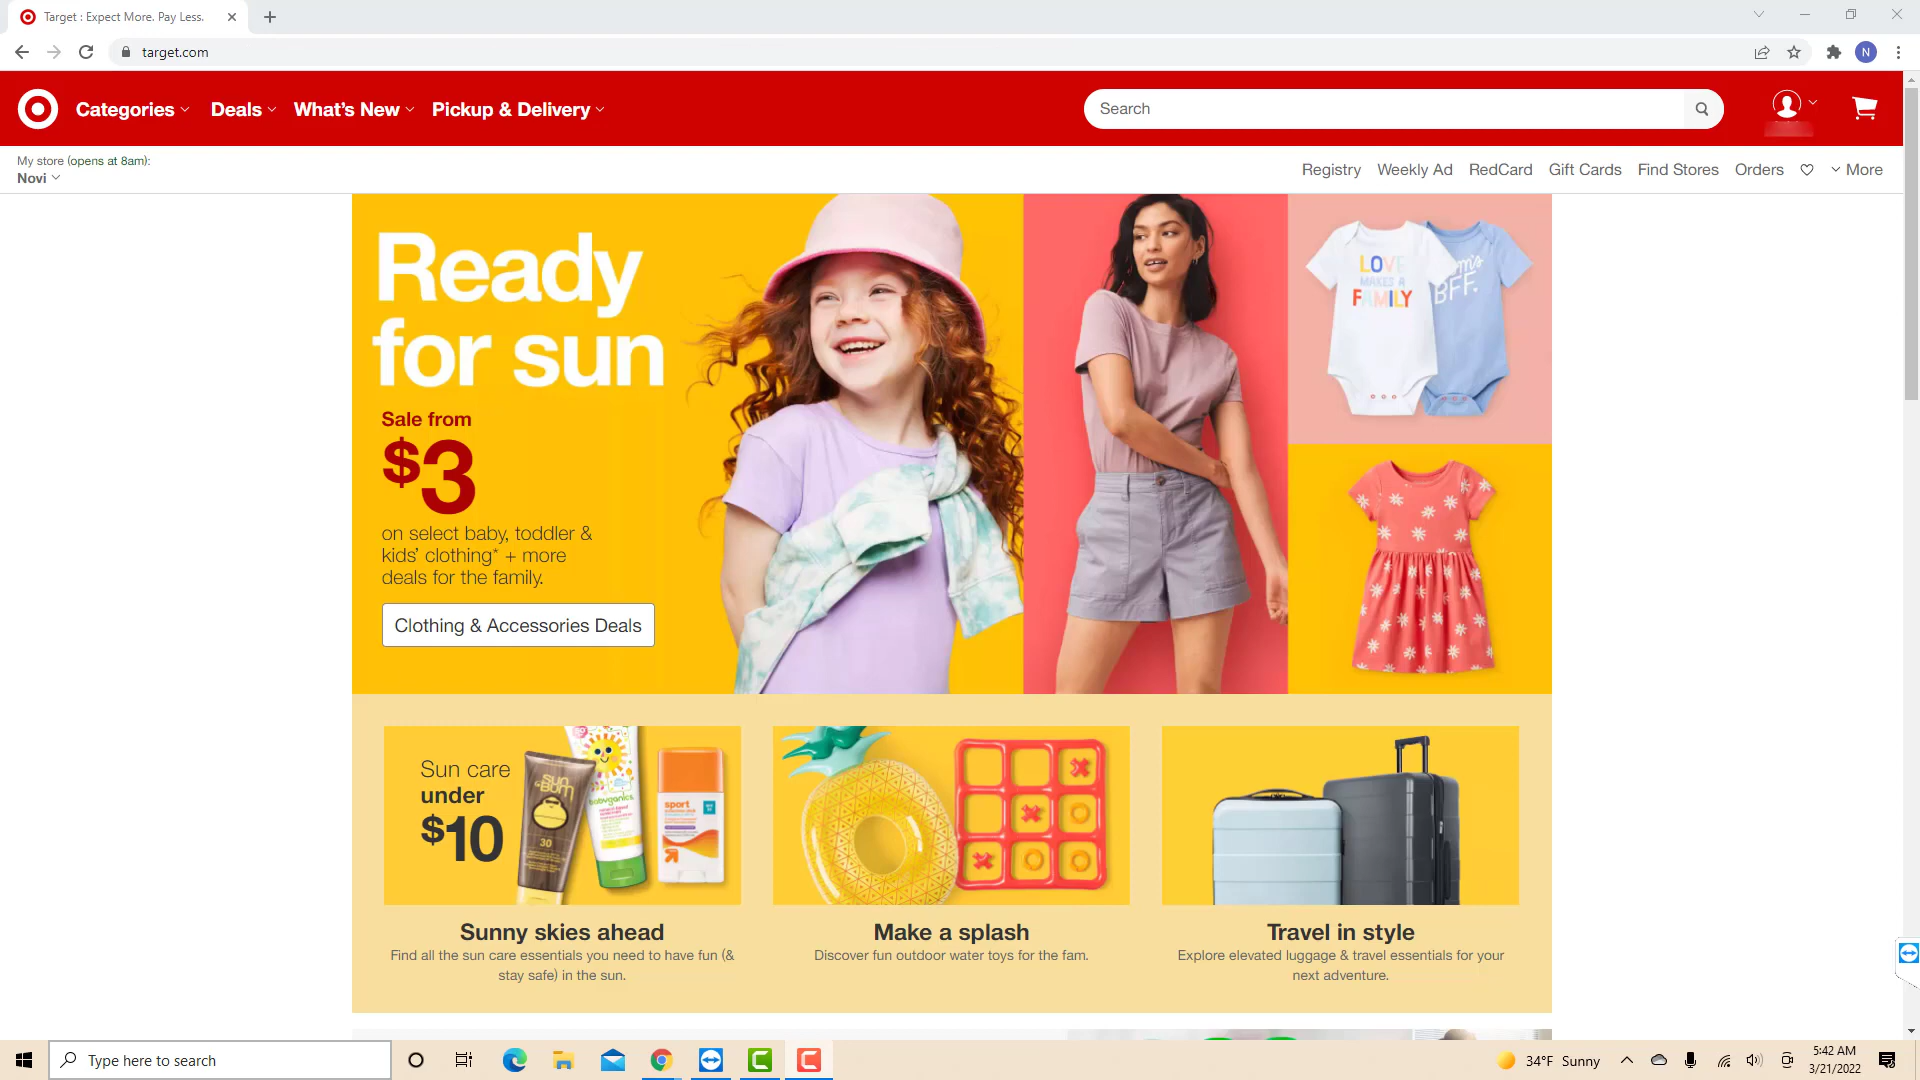 Target : Expect More. Pay Less.
target.com
N
Categories Deals What's New Pickup & Delivery
Search
My store (opens at 8am):
Novi
Registry Weekly Ad RedCard Gift Cards Find Stores Orders More
Ready
for sun
Sale from
$3
on select baby, toddler &
kids' clothing* + more
deals for the family.
Clothing & Accessories Deals
LOVE
MAKES A
FAMILY
BFF.
Sun care
under
$10
SUN
BUM
30
babyganics
sport
Sunny skies ahead
Find all the sun care essentials you need to have fun (&
stay safe) in the sun.
Make a splash
Discover fun outdoor water toys for the fam.
Travel in style
Explore elevated luggage & travel essentials for your
next adventure.
Type here to search
34°F Sunny
5:42 AM
3/21/2022